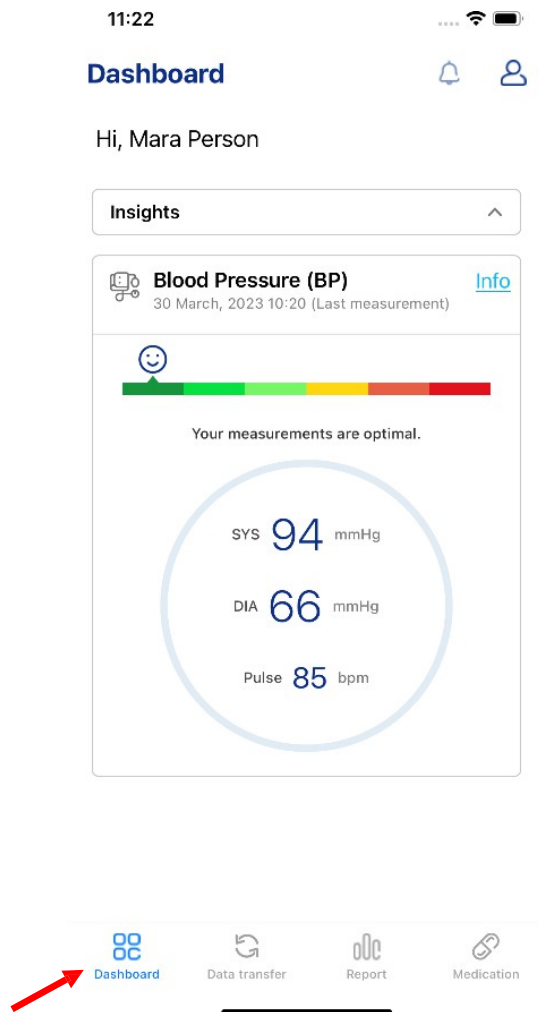 11:22
Dashboard
Hi, Mara Person
Insights
Blood Pressure (BP)
Info
30 March, 2023 10:20 (Last measurement)
Your measurements are optimal.
SYS 94 mmHg
DIA 66 mmHg
Pulse 85 bpm
Dashboard
Data transfer
Report
Medication